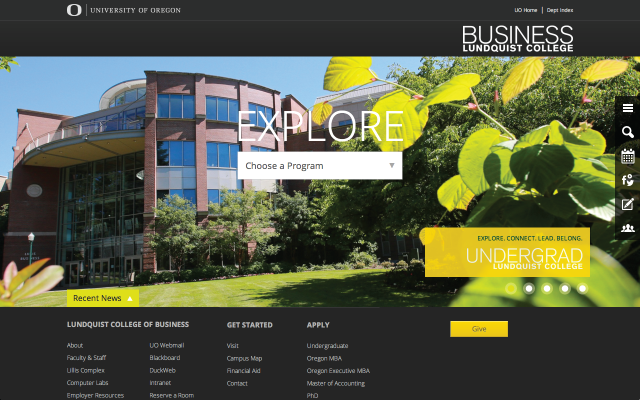 UNIVERSITY OF OREGON
UO Home
Dept Index
BUSINESS
LUNDQUIST COLLEGE
EXPLORE
Choose a Program
EXPLORE. CONNECT. LEAD. BELONG.
UNDERGRAD
LUNDQUIST COLLEGE
Recent News
LUNDQUIST COLLEGE OF BUSINESS
About
Faculty & Staff
Lillis Complex
Computer Labs
Employer Resources
UO Webmail
Blackboard
DuckWeb
Intranet
Reserve a Room
GET STARTED
Visit
Campus Map
Financial Aid
Contact
APPLY
Undergraduate
Oregon MBA
Oregon Executive MBA
Master of Accounting
PhD
Give